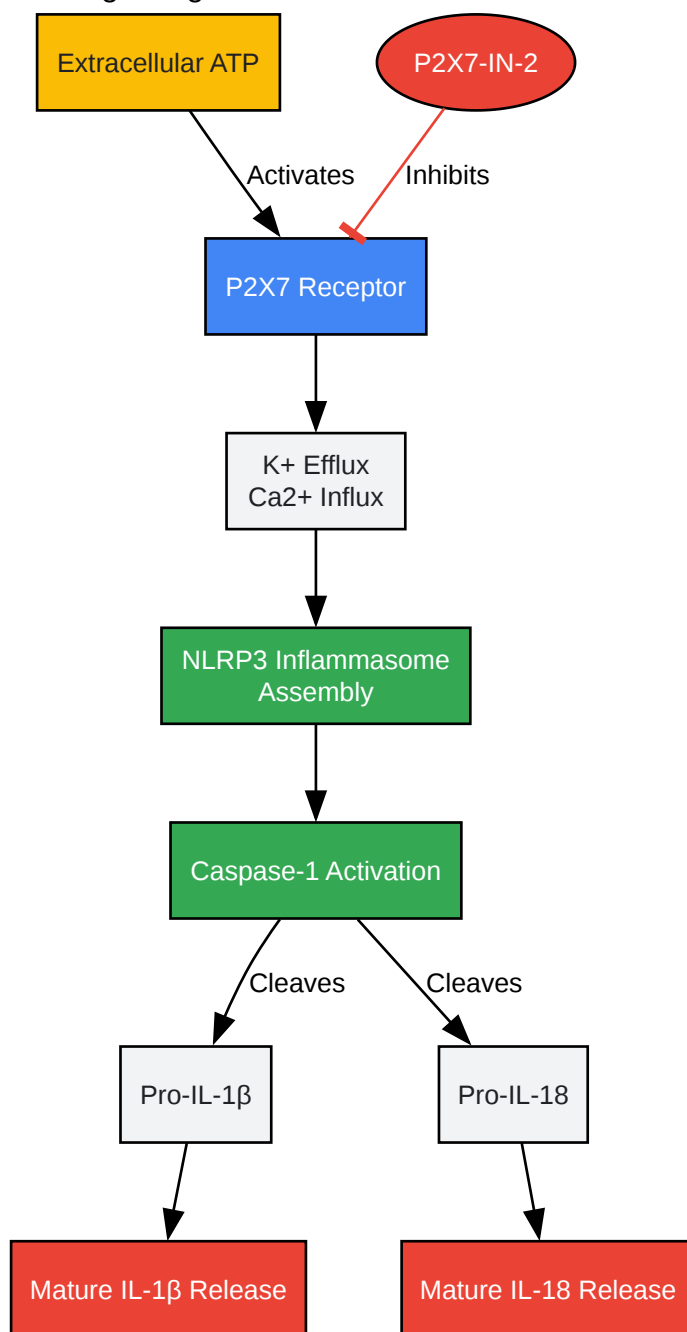 Extracellular ATP
P2X7-IN-2
Activates
Inhibits
P2X7 Receptor
K+ Efflux
Ca2+ Influx
NLRP3 Inflammasome
Assembly
Caspase-1 Activation
Cleaves
Cleaves
Pro-IL-1β
Pro-IL-18
Mature IL-1β Release
Mature IL-18 Release